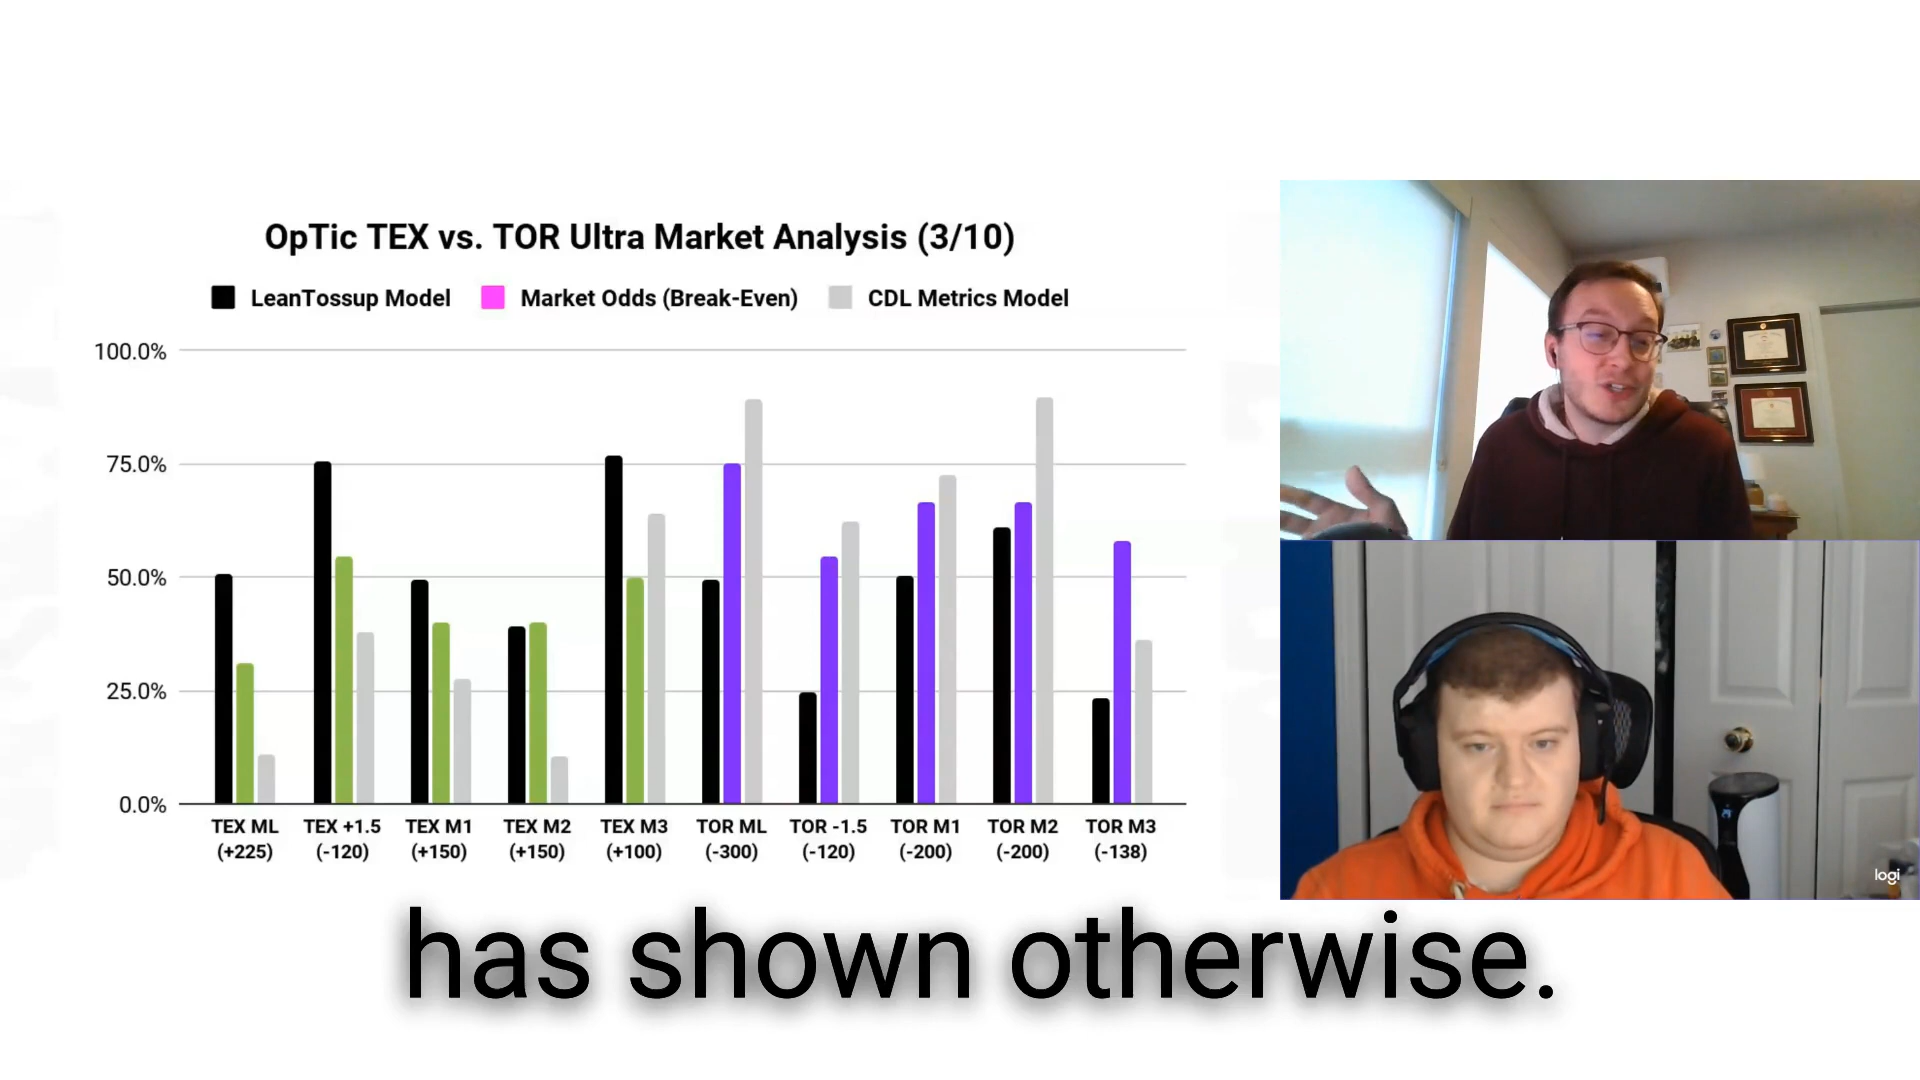 OpTic TEX vs. TOR Ultra Market Analysis (3/10)
LeanTossup Model Market Odds (Break-Even) CDL Metrics Model
100.0%
75.0%
50.0%
25.0%
0.0%
TEX ML TEX +1.5 TEX M1 TEX M2 TEX M3 TOR ML TOR -1.5 TOR M1 TOR M2 TOR M3
(+225) (-120) (+150) (+150) (+100) (-300) (-120) (-200) (-200) (-138)
logi
has shown otherwise.